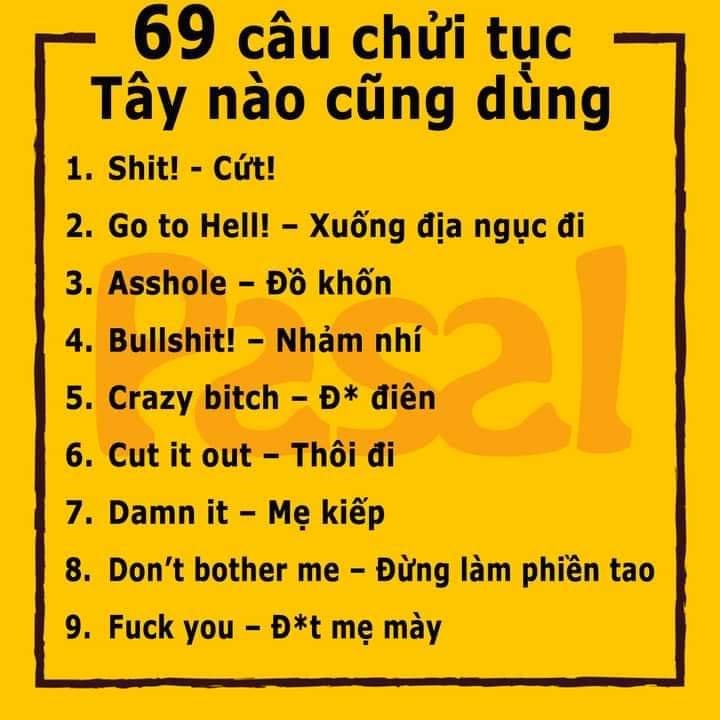 69 câu chửi tục
Tây nào cũng dùng
1. Shit! - Cứt!
2. Go to Hell! – Xuống địa ngục đi
3. Asshole – Đồ khốn
4. Bullshit! – Nhảm nhí
5. Crazy bitch – Đ* điên
6. Cut it out – Thôi đi
7. Damn it – Mẹ kiếp
8. Don’t bother me – Đừng làm phiền tao
9. Fuck you – Đ*t mẹ mày
Pasal